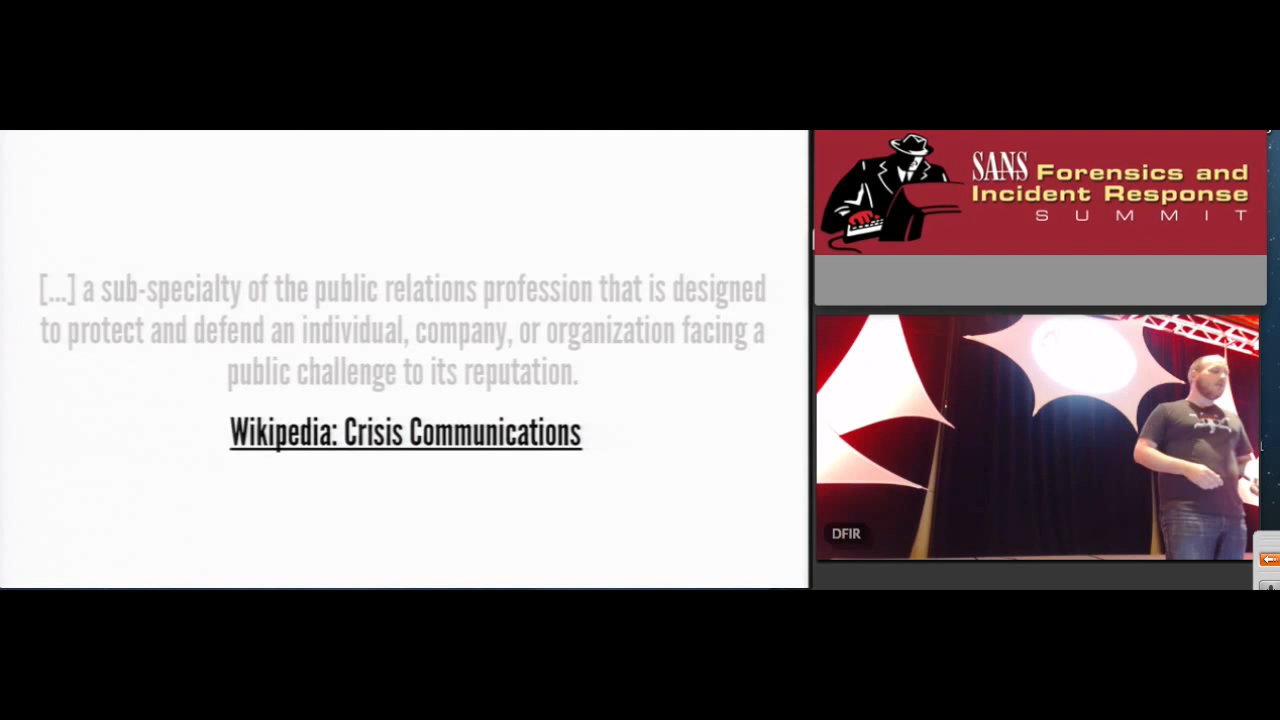 [...] a sub-specialty of the public relations profession that is designed
to protect and defend an individual, company, or organization facing a
public challenge to its reputation.
Wikipedia: Crisis Communications
SANS Forensics and
Incident Response
SUMMIT
DFIR